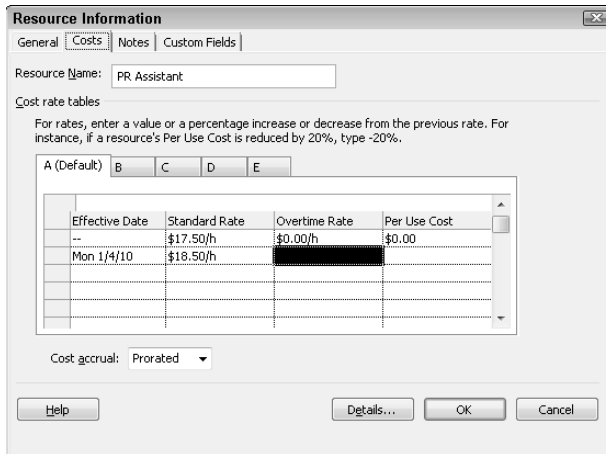 Resource Information
General Costs Notes Custom Fields
Resource Name: PR Assistant
Cost rate tables
For rates, enter a value or a percentage increase or decrease from the previous rate. For
instance, if a resource's Per Use Cost is reduced by 20%, type -20%.
A (Default) B C D E
Effective Date Standard Rate Overtime Rate Per Use Cost
-- $17.50/h $0.00/h $0.00
Mon 1/4/10 $18.50/h
Cost accrual: Prorated
Help Details... OK Cancel